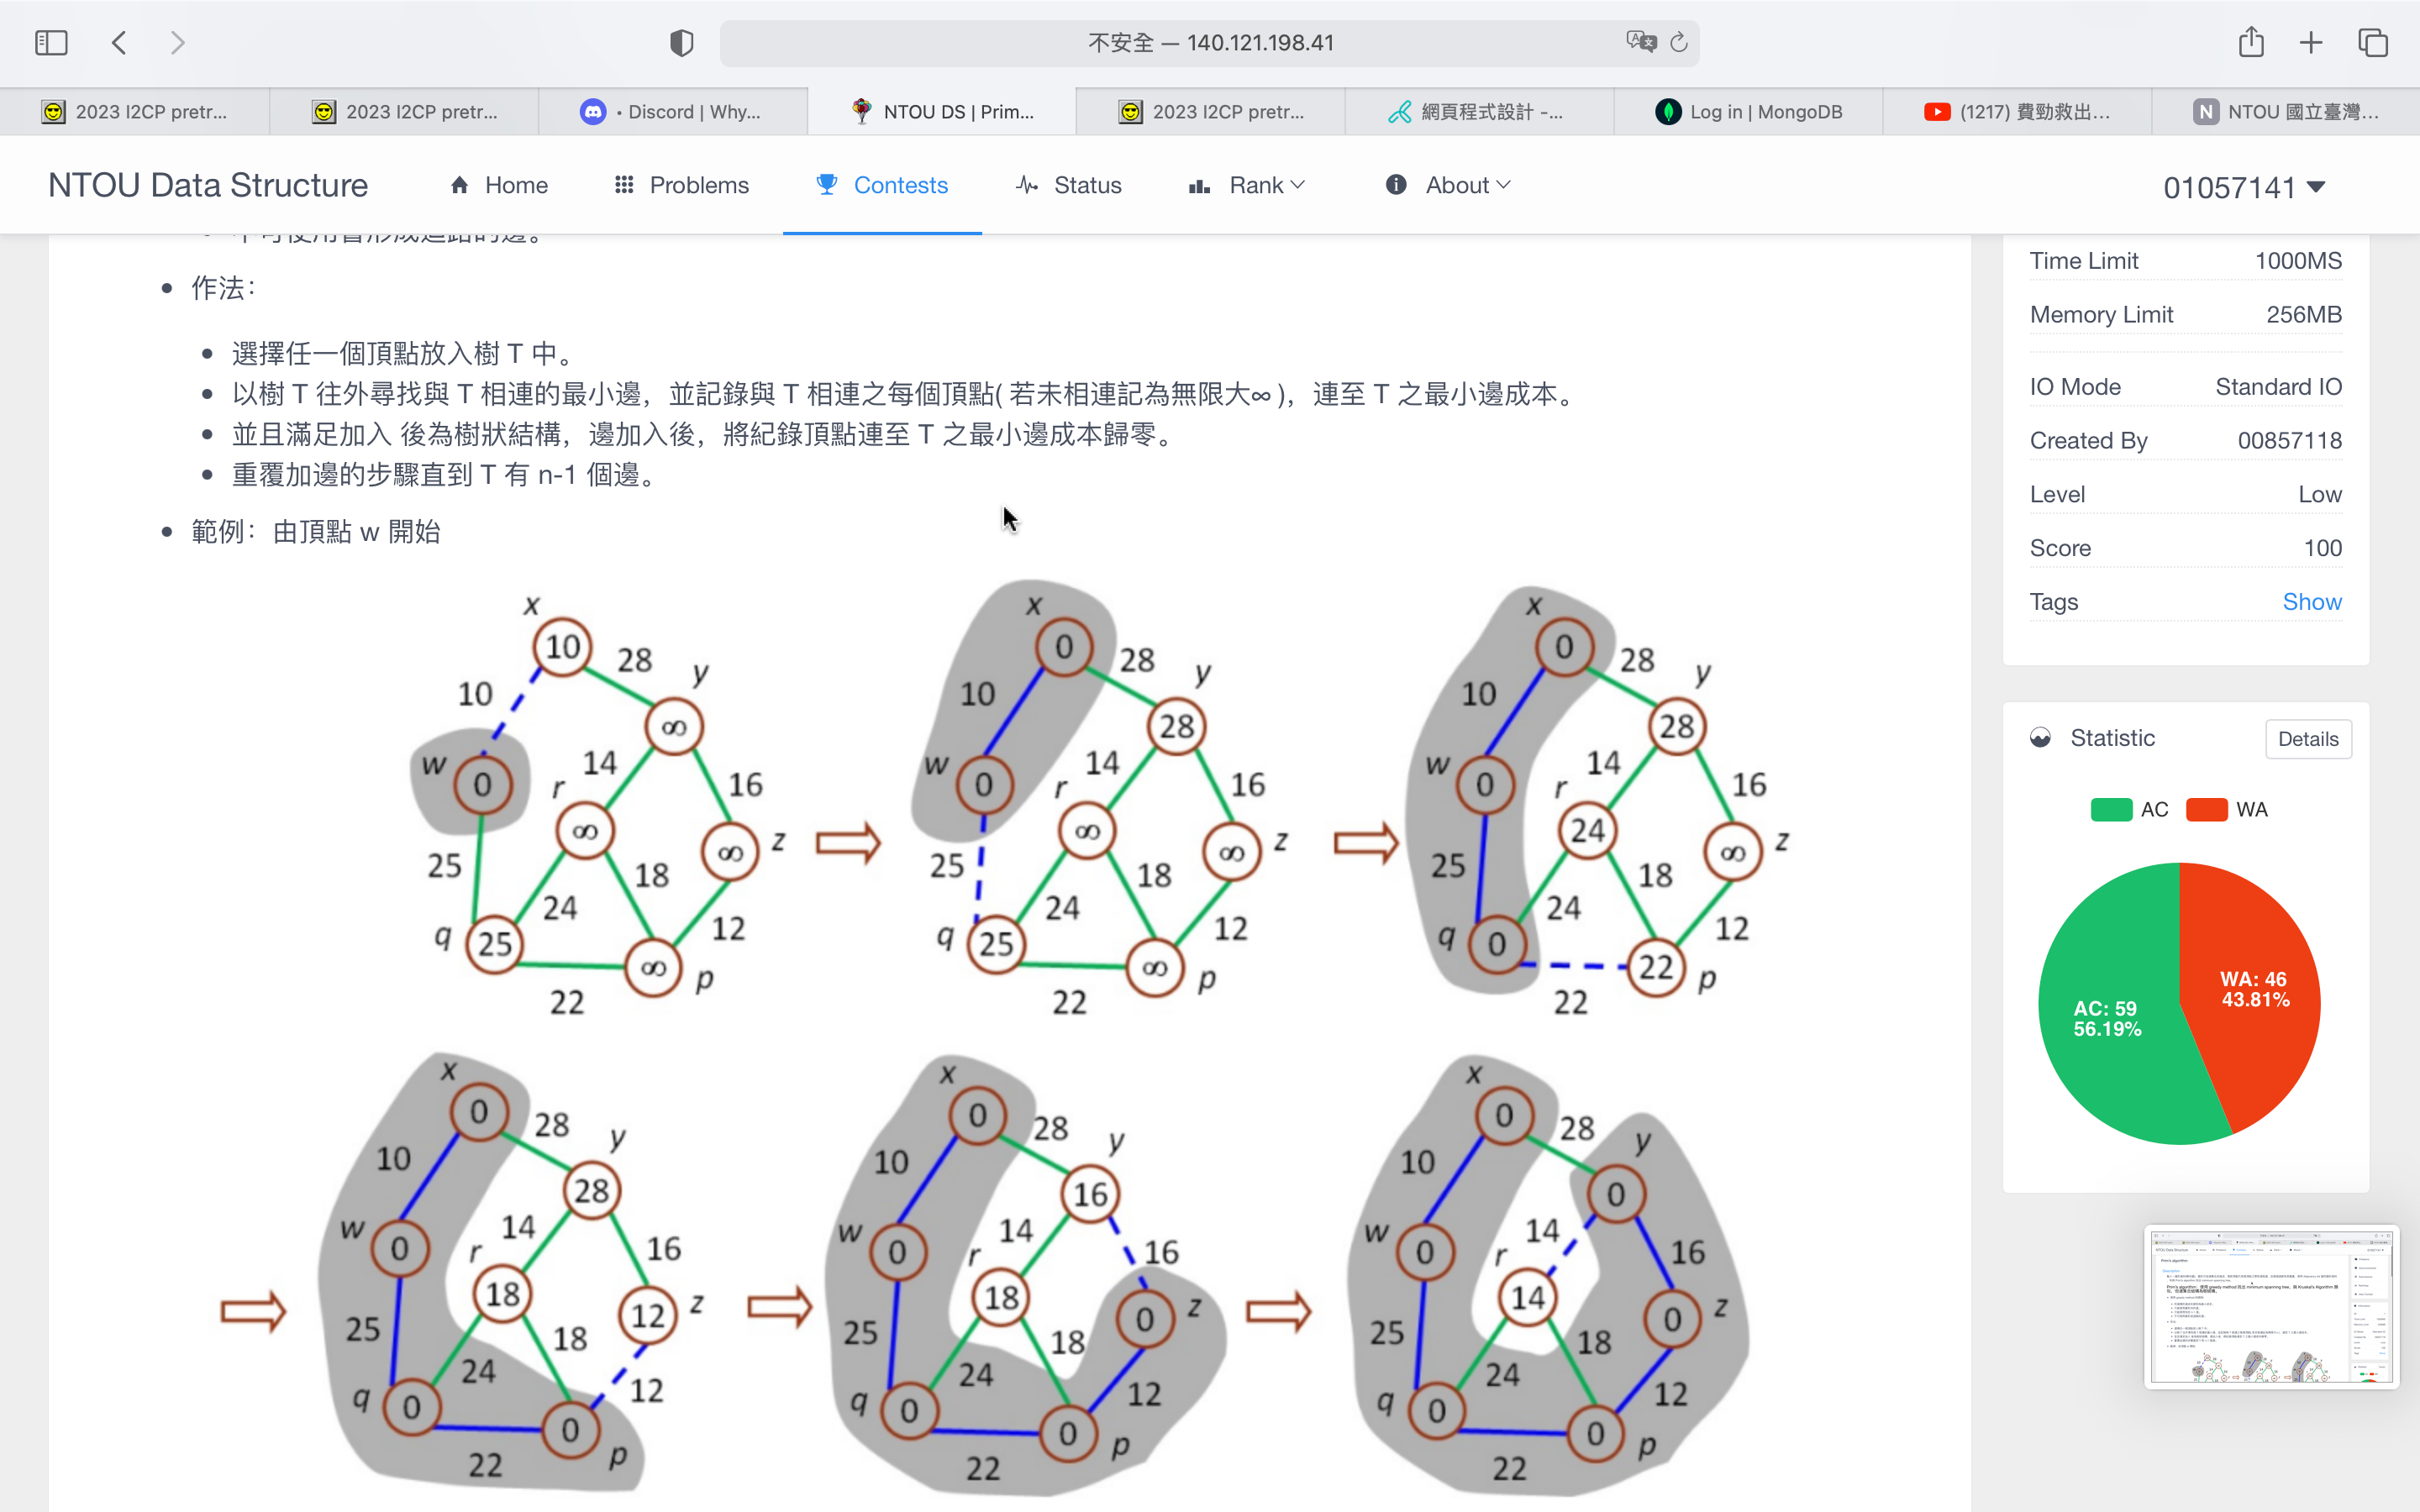 不安全 — 140.121.198.41
2023 I2CP pretr...
2023 I2CP pretr...
• Discord | Why...
NTOU DS | Prim...
2023 I2CP pretr...
網頁程式設計 -...
Log in | MongoDB
(1217) 費勁救出...
N NTOU 國立臺灣...
NTOU Data Structure
Home
Problems
Contests
Status
Rank
About
01057141
• 作法：
• 選擇任一個頂點放入樹 T 中。
• 以樹 T 往外尋找與 T 相連的最小邊，並記錄與 T 相連之每個頂點( 若未相連記為無限大∞ )，連至 T 之最小邊成本。
• 並且滿足加入 後為樹狀結構，邊加入後，將紀錄頂點連至 T 之最小邊成本歸零。
• 重覆加邊的步驟直到 T 有 n-1 個邊。
• 範例：由頂點 w 開始
x 10 28 y ∞ 10 w 0 14 r ∞ 16 ∞ z 25 24 18 12 q 25 ∞ p 22
x 0 28 y 28 10 w 0 14 r ∞ 16 ∞ z 25 24 18 12 q 25 ∞ p 22
x 0 28 y 28 10 w 0 14 r 24 16 ∞ z 25 24 18 12 q 0 22 p 22
x 0 28 y 28 10 w 0 14 r 18 16 12 z 25 24 18 12 q 0 0 p 22
x 0 28 y 16 10 w 0 14 r 18 16 0 z 25 24 18 12 q 0 0 p 22
x 0 28 y 0 10 w 0 14 r 14 16 0 z 25 24 18 12 q 0 0 p 22
Time Limit 1000MS
Memory Limit 256MB
IO Mode Standard IO
Created By 00857118
Level Low
Score 100
Tags Show
Statistic Details
AC WA
WA: 46
43.81%
AC: 59
56.19%